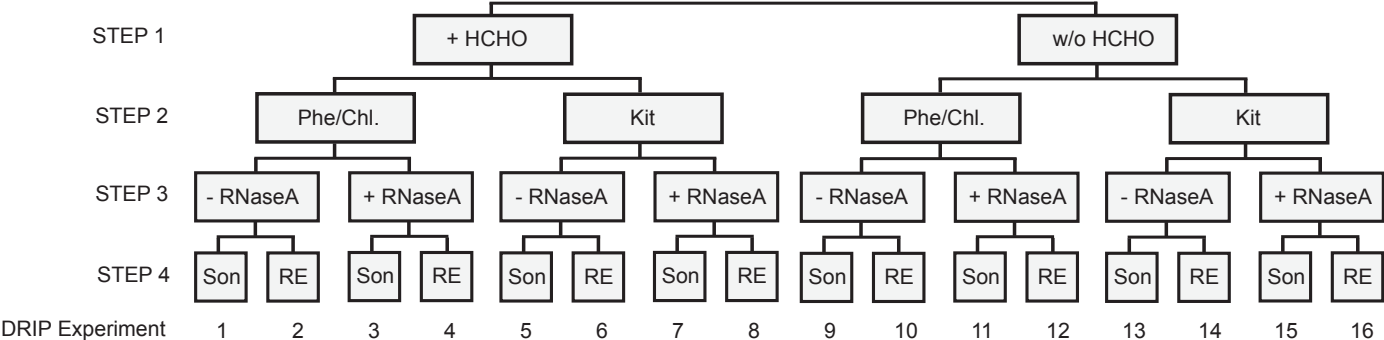 STEP 1 + HCHO w/o HCHO
STEP 2 Phe/Chl. Kit Phe/Chl. Kit
STEP 3 - RNaseA + RNaseA - RNaseA + RNaseA - RNaseA + RNaseA - RNaseA + RNaseA
STEP 4 Son RE Son RE Son RE Son RE Son RE Son RE Son RE Son RE
DRIP Experiment 1 2 3 4 5 6 7 8 9 10 11 12 13 14 15 16